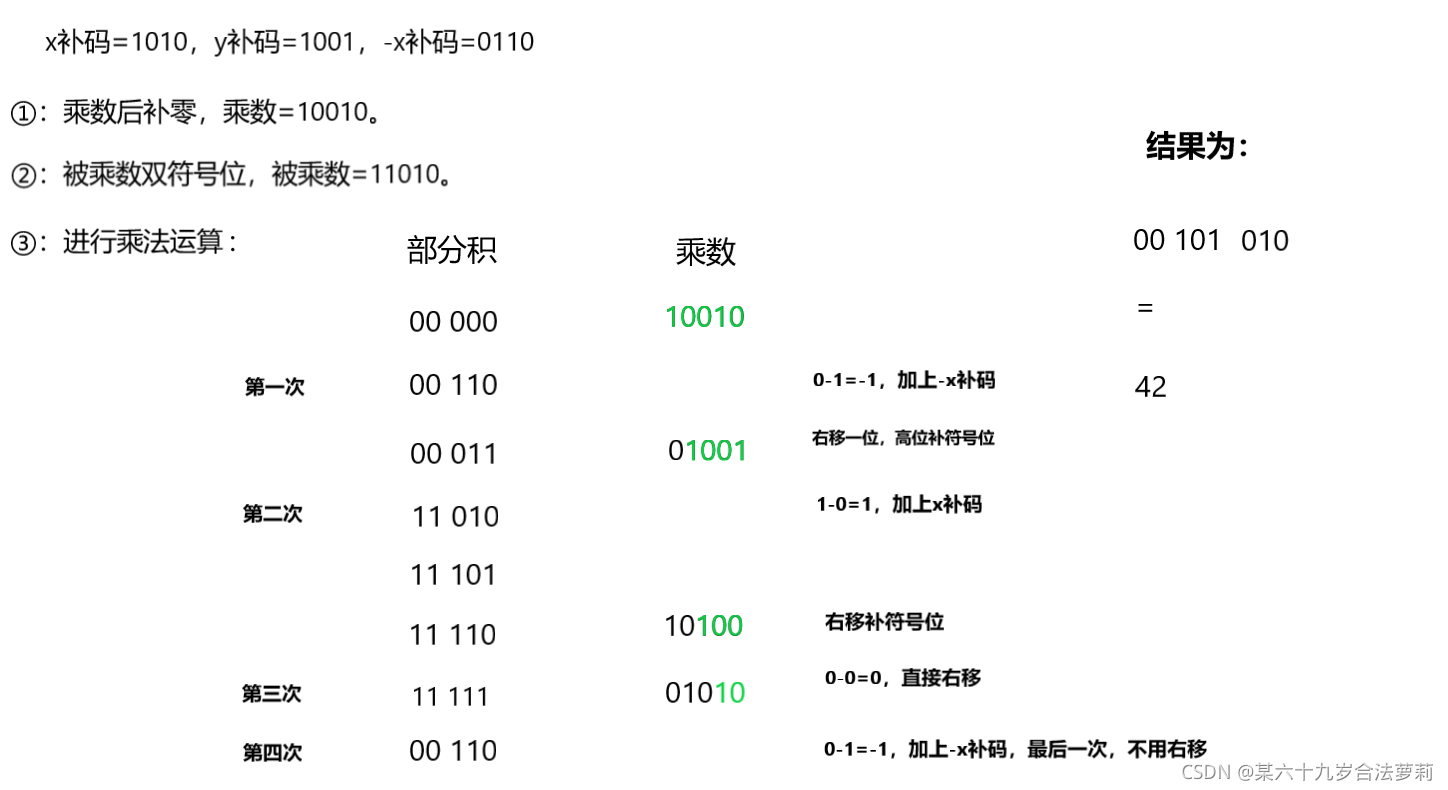 x补码=1010，y补码=1001，-x补码=0110
①：乘数后补零，乘数=10010。
②：被乘数双符号位，被乘数=11010。
③：进行乘法运算：
部分积 乘数
00 000 10010
第一次 00 110 0-1=-1，加上-x补码
00 011 01001 右移一位，高位补符号位
第二次 11 010 1-0=1，加上x补码
11 101
11 110 10100 右移补符号位
第三次 11 111 01010 0-0=0，直接右移
第四次 00 110 0-1=-1，加上-x补码，最后一次，不用右移
结果为：
00 101 010
=
42
CSDN @某六十九岁合法萝莉